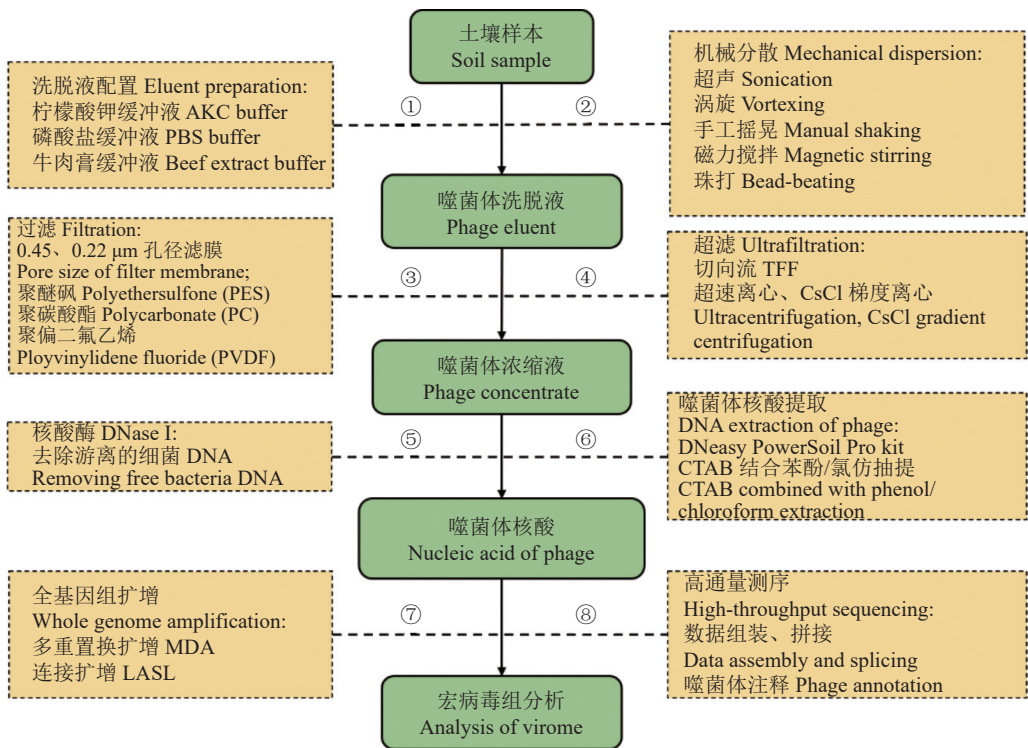 土壤样本
Soil sample
洗脱液配置 Eluent preparation:
柠檬酸钾缓冲液 AKC buffer
磷酸盐缓冲液 PBS buffer
牛肉膏缓冲液 Beef extract buffer
①
②
机械分散 Mechanical dispersion:
超声 Sonication
涡旋 Vortexing
手工摇晃 Manual shaking
磁力搅拌 Magnetic stirring
珠打 Bead-beating
噬菌体洗脱液
Phage eluent
过滤 Filtration:
0.45、0.22 μm 孔径滤膜
Pore size of filter membrane;
聚醚砜 Polyethersulfone (PES)
聚碳酸酯 Polycarbonate (PC)
聚偏二氟乙烯
Ployvinylidene fluoride (PVDF)
③
④
超滤 Ultrafiltration:
切向流 TFF
超速离心、CsCl 梯度离心
Ultracentrifugation, CsCl gradient
centrifugation
噬菌体浓缩液
Phage concentrate
核酸酶 DNase I:
去除游离的细菌 DNA
Removing free bacteria DNA
⑤
⑥
噬菌体核酸提取
DNA extraction of phage:
DNeasy PowerSoil Pro kit
CTAB 结合苯酚/氯仿抽提
CTAB combined with phenol/
chloroform extraction
噬菌体核酸
Nucleic acid of phage
全基因组扩增
Whole genome amplification:
多重置换扩增 MDA
连接扩增 LASL
⑦
⑧
高通量测序
High-throughput sequencing:
数据组装、拼接
Data assembly and splicing
噬菌体注释 Phage annotation
宏病毒组分析
Analysis of virome